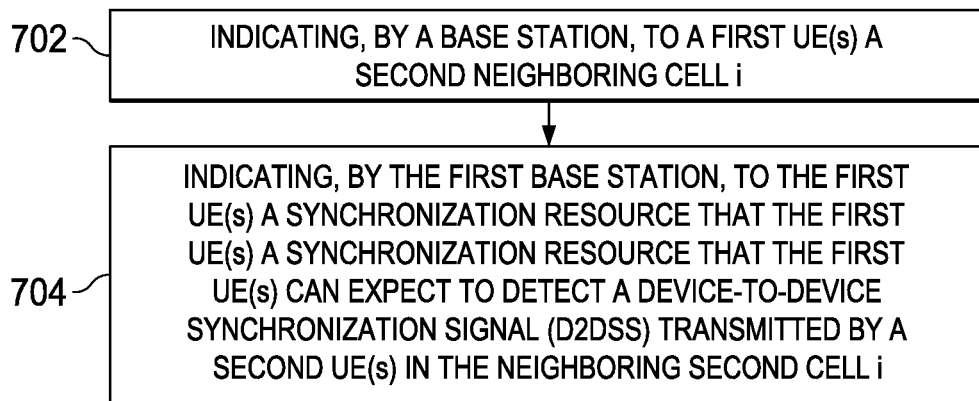 702
INDICATING, BY A BASE STATION, TO A FIRST UE(s) A
SECOND NEIGHBORING CELL i
704
INDICATING, BY THE FIRST BASE STATION, TO THE FIRST
UE(s) A SYNCHRONIZATION RESOURCE THAT THE FIRST
UE(s) A SYNCHRONIZATION RESOURCE THAT THE FIRST
UE(s) CAN EXPECT TO DETECT A DEVICE-TO-DEVICE
SYNCHRONIZATION SIGNAL (D2DSS) TRANSMITTED BY A
SECOND UE(s) IN THE NEIGHBORING SECOND CELL i